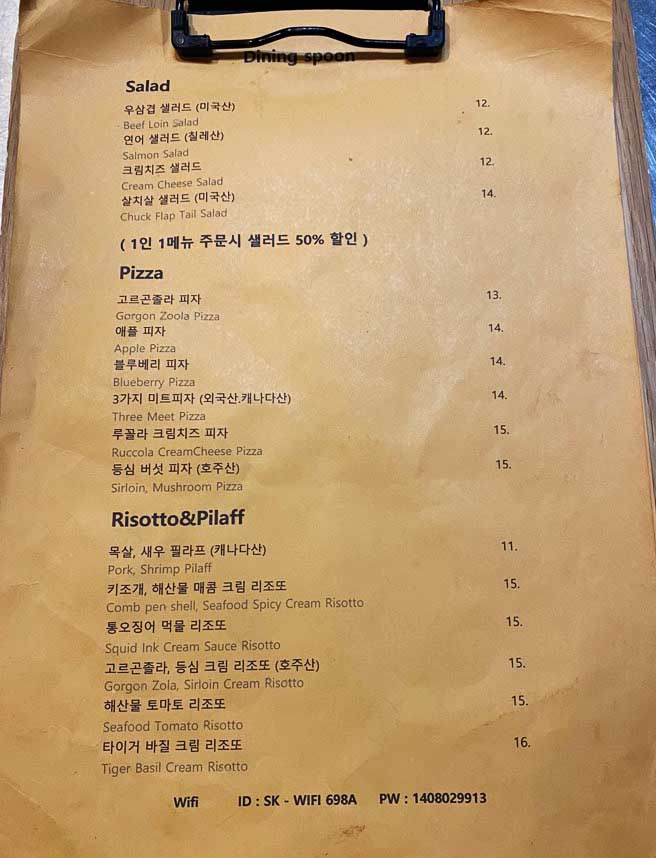 Dining spoon
Salad
우삼겹 샐러드 (미국산) 12.
Beef Loin Salad
연어 샐러드 (칠레산) 12.
Salmon Salad
크림치즈 샐러드 12.
Cream Cheese Salad
살치살 샐러드 (미국산) 14.
Chuck Flap Tail Salad
( 1인 1메뉴 주문시 샐러드 50% 할인 )
Pizza
고르곤졸라 피자 13.
Gorgon Zoola Pizza
애플 피자 14.
Apple Pizza
블루베리 피자 14.
Blueberry Pizza
3가지 미트피자 (외국산.캐나다산) 14.
Three Meet Pizza
루꼴라 크림치즈 피자 15.
Ruccola CreamCheese Pizza
등심 버섯 피자 (호주산) 15.
Sirloin, Mushroom Pizza
Risotto&Pilaff
목살, 새우 필라프 (캐나다산) 11.
Pork, Shrimp Pilaff
키조개, 해산물 매콤 크림 리조또 15.
Comb pen shell, Seafood Spicy Cream Risotto
통오징어 먹물 리조또 15.
Squid Ink Cream Sauce Risotto
고르곤졸라, 등심 크림 리조또 (호주산) 15.
Gorgon Zola, Sirloin Cream Risotto
해산물 토마토 리조또 15.
Seafood Tomato Risotto
타이거 바질 크림 리조또 16.
Tiger Basil Cream Risotto
Wifi ID : SK - WIFI 698A PW : 1408029913